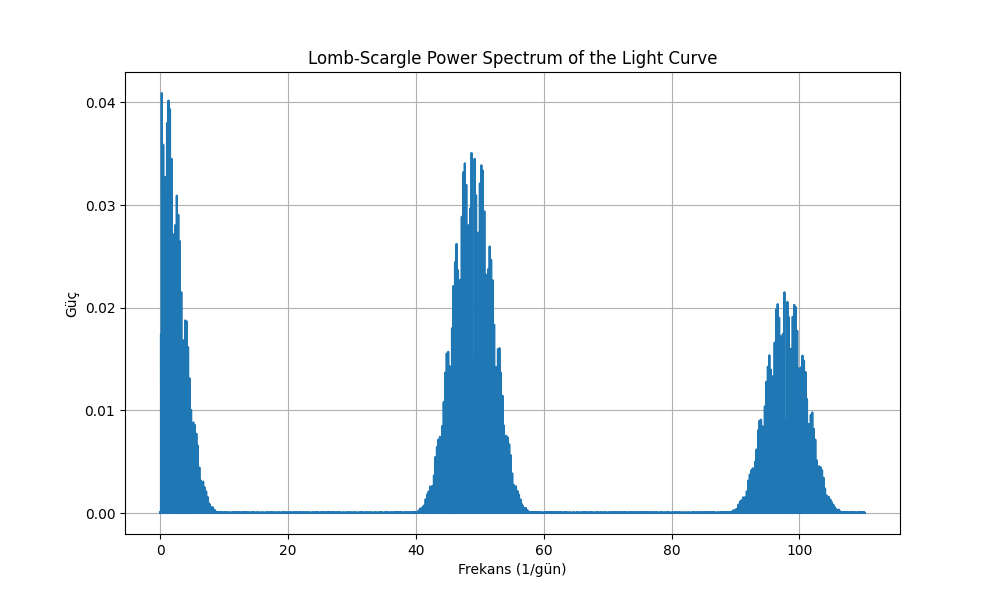 Lomb-Scargle Power Spectrum of the Light Curve
0.04
0.03
0.02
0.01
0.00
Güç
0 20 40 60 80 100
Frekans (1/gün)